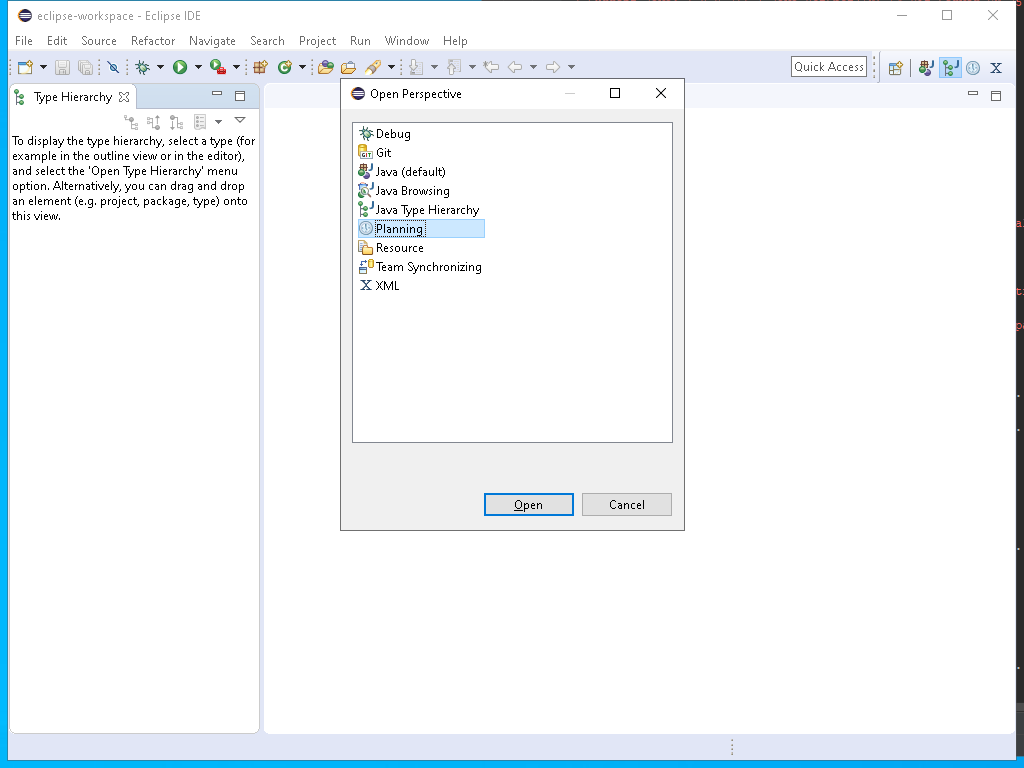 eclipse-workspace - Eclipse IDE
File Edit Source Refactor Navigate Search Project Run Window Help
Quick Access
X
Type Hierarchy
To display the type hierarchy, select a type (for
example in the outline view or in the editor),
and select the 'Open Type Hierarchy' menu
option. Alternatively, you can drag and drop
an element (e.g. project, package, type) onto
this view.
Open Perspective
Debug
GIT Git
Java (default)
Java Browsing
Java Type Hierarchy
Planning
Resource
Team Synchronizing
X XML
Open Cancel